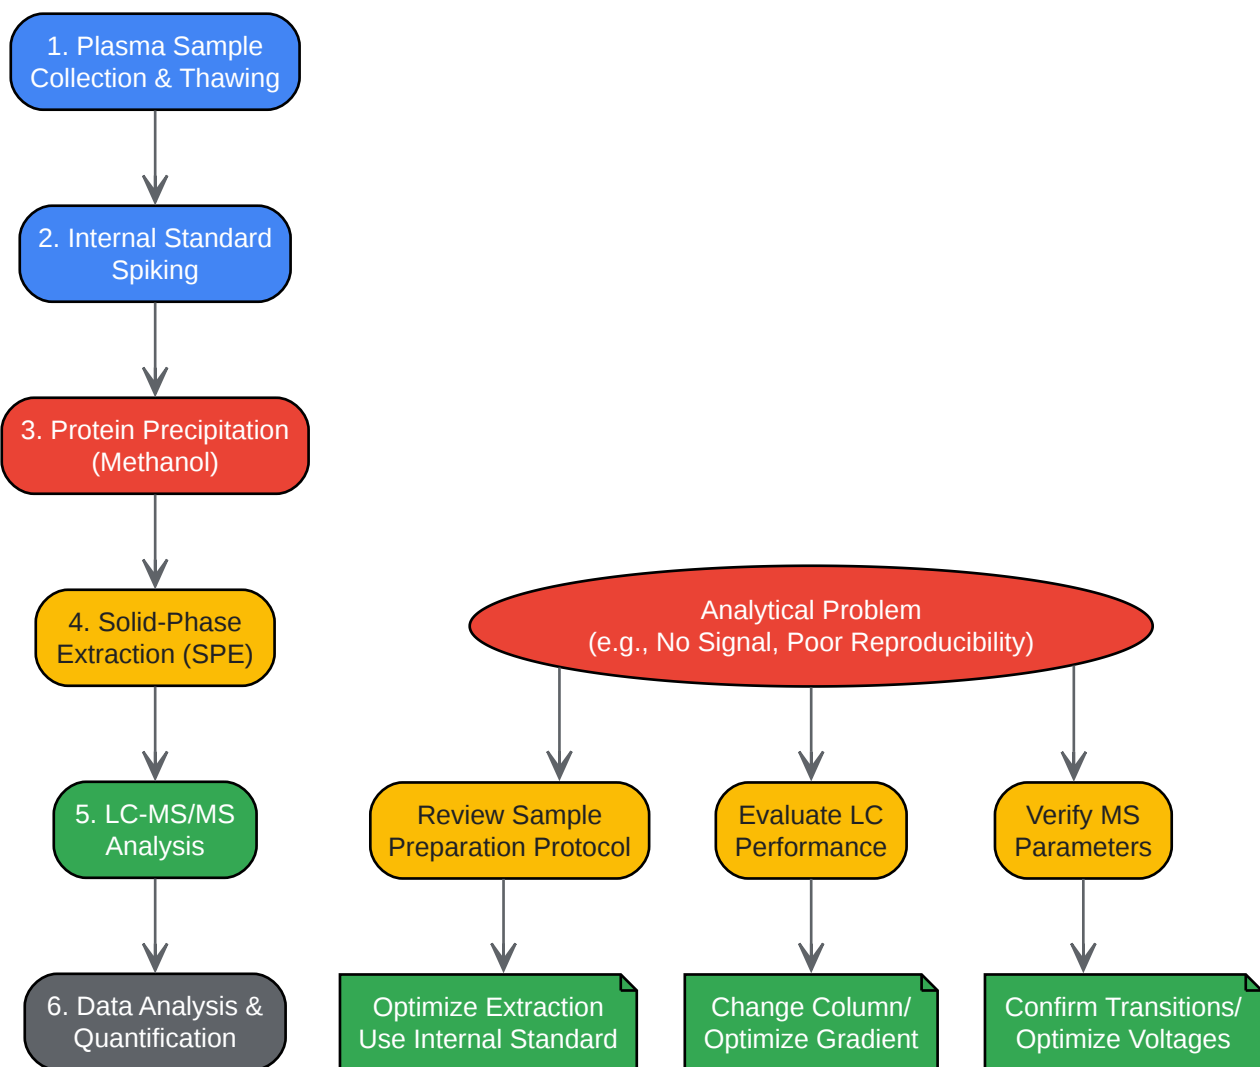 1. Plasma Sample
Collection & Thawing
2. Internal Standard
Spiking
3. Protein Precipitation
(Methanol)
4. Solid-Phase
Extraction (SPE)
5. LC-MS/MS
Analysis
6. Data Analysis &
Quantification
Analytical Problem
(e.g., No Signal, Poor Reproducibility)
Review Sample
Preparation Protocol
Evaluate LC
Performance
Verify MS
Parameters
Optimize Extraction
Use Internal Standard
Change Column/
Optimize Gradient
Confirm Transitions/
Optimize Voltages